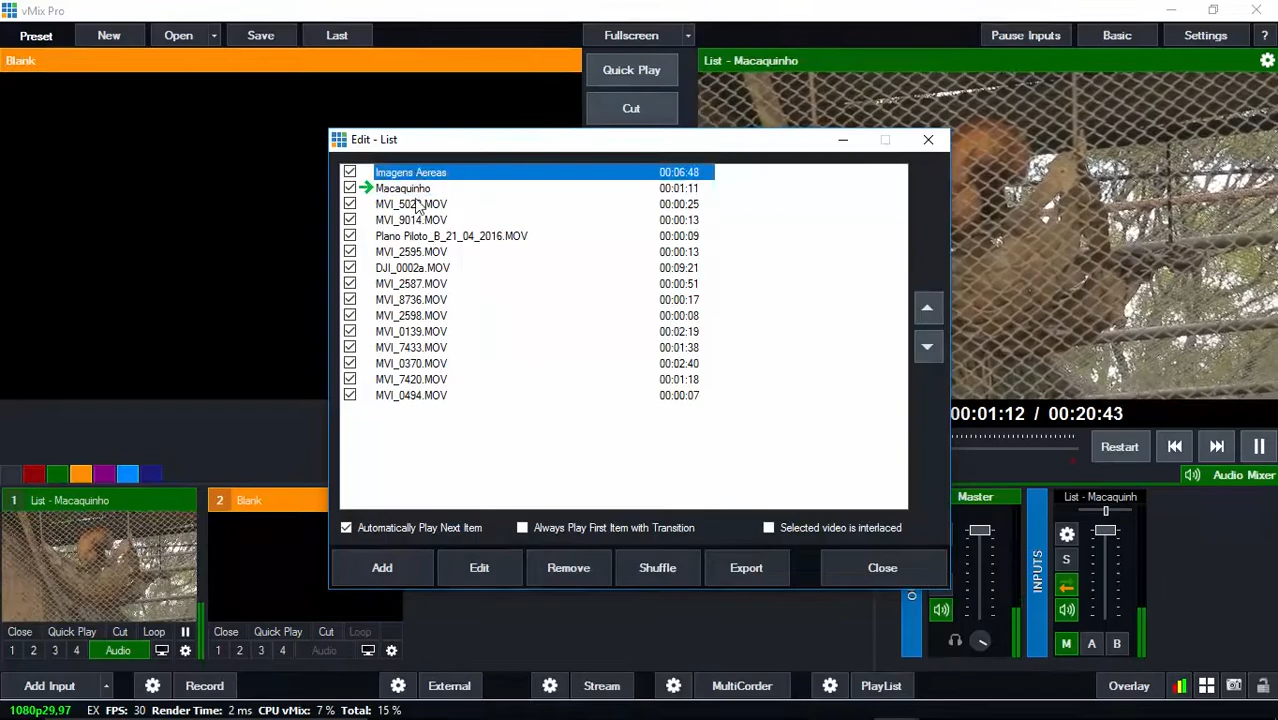 vMix Pro
Preset New Open Save Last Fullscreen Pause Inputs Basic Settings ?
Blank Quick Play List - Macaquinho
Cut
Edit - List
Imagens Aereas 00:06:48
Macaquinho 00:01:11
.MOV 00:00:25
MVI_9014.MOV 00:00:13
Plano Piloto_B_21_04_2016.MOV 00:00:09
MVI_2595.MOV 00:00:13
DJI_0002a.MOV 00:09:21
MVI_2587.MOV 00:00:51
MVI_8736.MOV 00:00:17
MVI_2598.MOV 00:00:08
MVI_0139.MOV 00:02:19
MVI_7433.MOV 00:01:38
MVI_0370.MOV 00:02:40
MVI_7420.MOV 00:01:18
MVI_0494.MOV 00:00:07
Automatically Play Next Item Always Play First Item with Transition Selected video is interlaced
Add Edit Remove Shuffle Export Close
00:01:12 / 00:20:43
Restart
Audio Mixer
1 List - Macaquinho 2 Blank
Master List - Macaquinh
S
INPUTS
O
M A B
Close Quick Play Cut Loop Close Quick Play Cut Loop
1 2 3 4 Audio 1 2 3 4 Audio
Add Input Record External Stream MultiCorder PlayList Overlay
1080p29,97 EX FPS: 30 Render Time: 2 ms CPU vMix: 7 % Total: 15 %